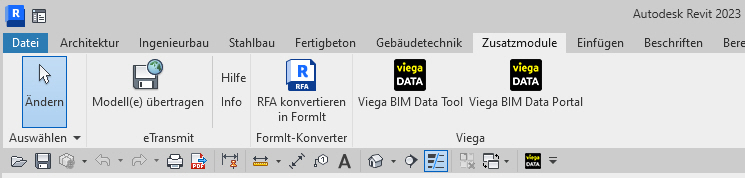 R
Autodesk Revit 2023
Datei Architektur Ingenieurbau Stahlbau Fertigbeton Gebäudetechnik Zusatzmodule Einfügen Beschriften Bere
Ändern
Modell(e) übertragen
Hilfe
Info
R
RFA
RFA konvertieren
in FormIt
viega
DATA
Viega BIM Data Tool
viega
DATA
Viega BIM Data Portal
Auswählen eTransmit FormIt-Konverter Viega
PDF
1
A
viega
DATA